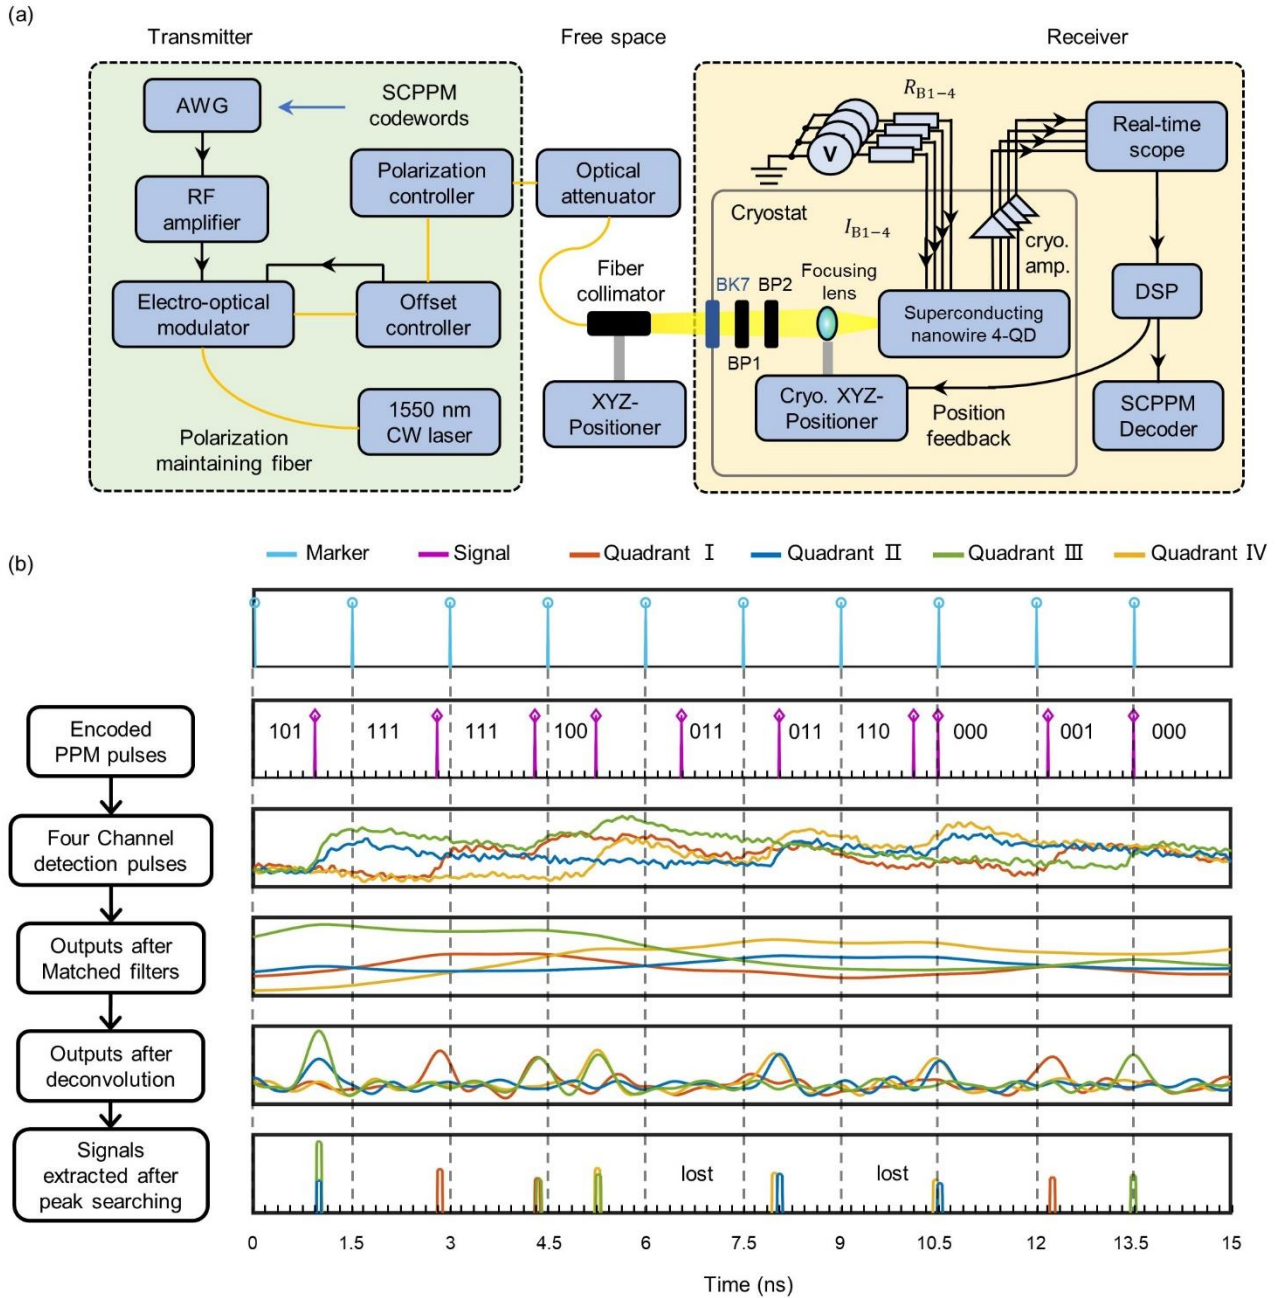 (a)
Transmitter
Free space
Receiver
AWG
SCPPM
codewords
RF
amplifier
Polarization
controller
Electro-optical
modulator
Offset
controller
1550 nm
CW laser
Polarization
maintaining fiber
Optical
attenuator
Fiber
collimator
XYZ-
Positioner
R_B1−4
V
Cryostat
I_B1−4
cryo.
amp.
BK7
BP2
BP1
Focusing
lens
Superconducting
nanowire 4-QD
Cryo. XYZ-
Positioner
Position
feedback
Real-time
scope
DSP
SCPPM
Decoder
(b)
Marker
Signal
Quadrant Ⅰ
Quadrant Ⅱ
Quadrant Ⅲ
Quadrant Ⅳ
Encoded
PPM pulses
101 111 111 100 011 011 110 000 001 000
Four Channel
detection pulses
Outputs after
Matched filters
Outputs after
deconvolution
Signals
extracted after
peak searching
lost lost
0 1.5 3 4.5 6 7.5 9 10.5 12 13.5 15
Time (ns)